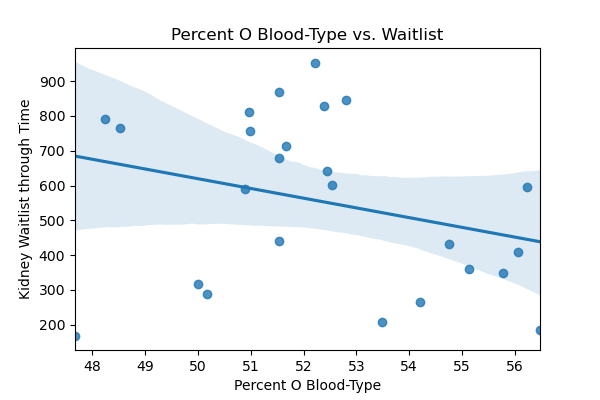 Percent O Blood-Type vs. Waitlist
Kidney Waitlist through Time
900
800
700
600
500
400
300
200
48 49 50 51 52 53 54 55 56
Percent O Blood-Type